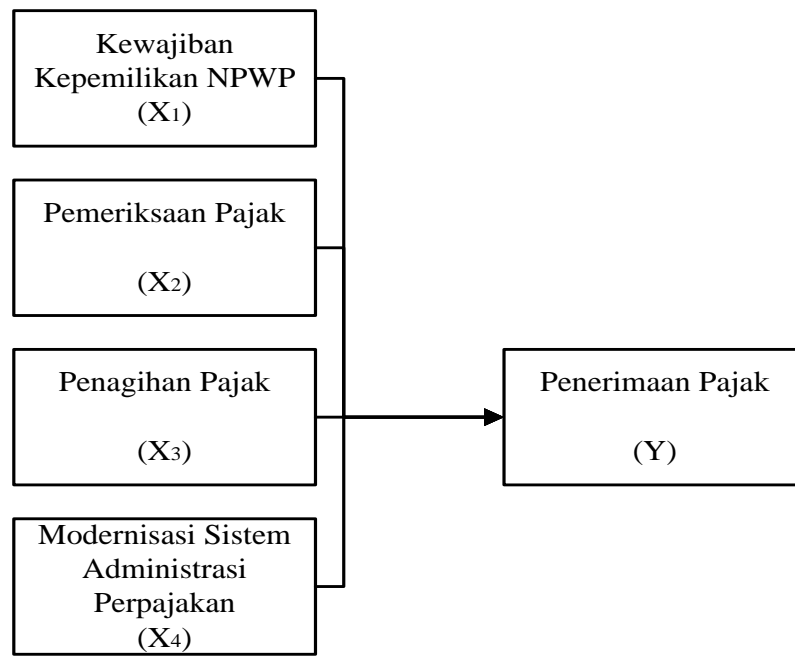 Kewajiban
Kepemilikan NPWP
(X1)
Pemeriksaan Pajak
(X2)
Penagihan Pajak
(X3)
Modernisasi Sistem
Administrasi
Perpajakan
(X4)
Penerimaan Pajak
(Y)